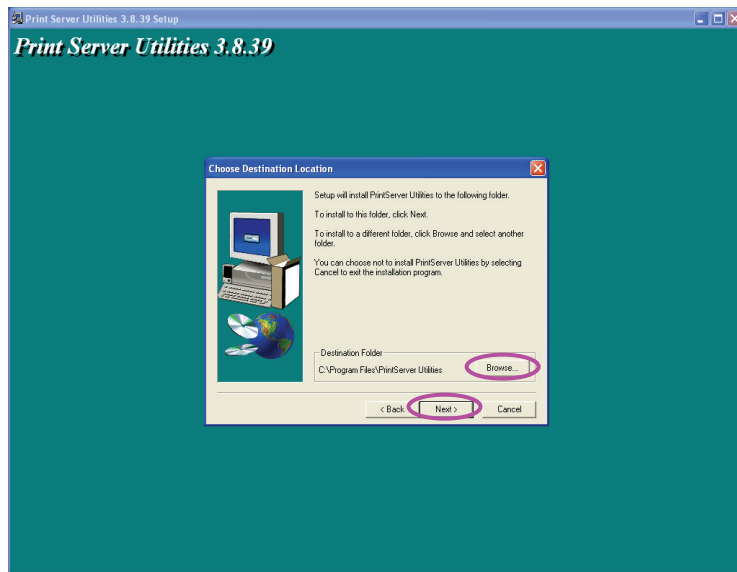 Print Server Utilities 3.8.39 Setup
Print Server Utilities 3.8.39
Choose Destination Location
Setup will install PrintServer Utilities to the following folder.
To install to this folder, click Next.
To install to a different folder, click Browse and select another
folder.
You can choose not to install PrintServer Utilities by selecting
Cancel to exit the installation program.
Destination Folder
C:\Program Files\PrintServer Utilities
Browse...
< Back
Next >
Cancel